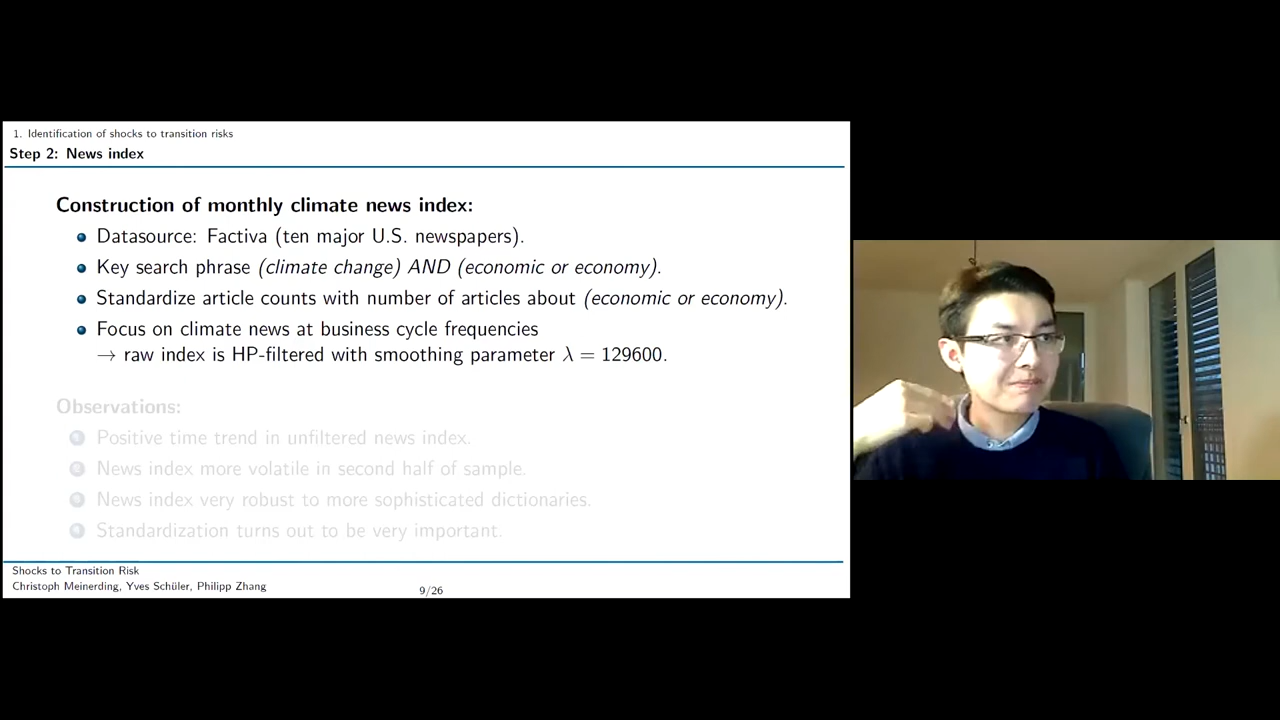 1. Identification of shocks to transition risks
Step 2: News index
Construction of monthly climate news index:
Datasource: Factiva (ten major U.S. newspapers).
Key search phrase (climate change) AND (economic or economy).
Standardize article counts with number of articles about (economic or economy).
Focus on climate news at business cycle frequencies
→ raw index is HP-filtered with smoothing parameter λ = 129600.
Observations:
Positive time trend in unfiltered news index.
News index more volatile in second half of sample.
News index very robust to more sophisticated dictionaries.
Standardization turns out to be very important.
Shocks to Transition Risk
Christoph Meinerding, Yves Schüler, Philipp Zhang
9/26